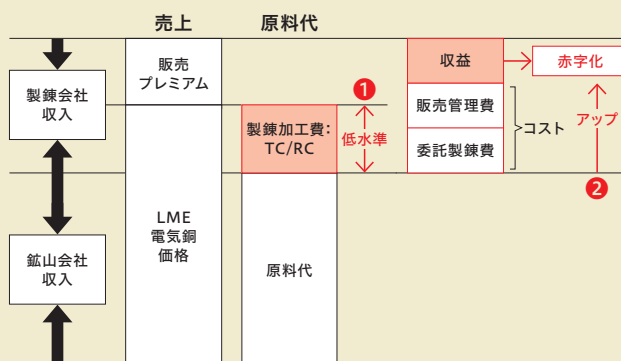 売上
原料代
販売
プレミアム
収益
赤字化
製錬会社
収入
❶
販売管理費
製錬加工費：
TC/RC
低水準
コスト
アップ
委託製錬費
❷
LME
電気銅
価格
鉱山会社
収入
原料代